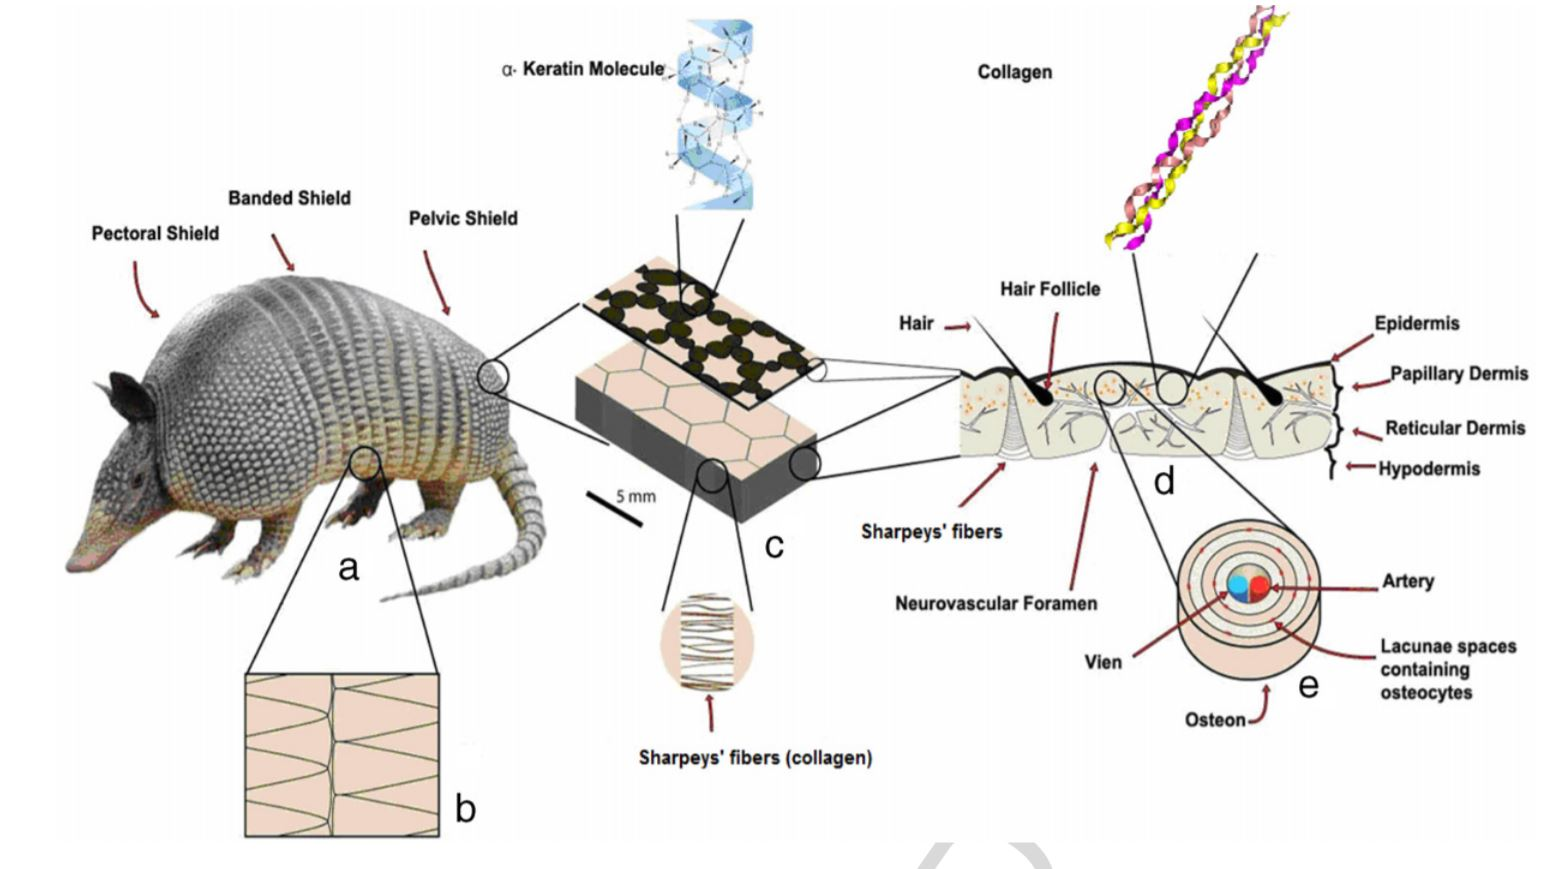 α- Keratin Molecule
Collagen
Banded Shield
Pelvic Shield
Pectoral Shield
Hair Follicle
Hair
Epidermis
Papillary Dermis
Reticular Dermis
Hypodermis
5 mm
Sharpeys' fibers
Neurovascular Foramen
Artery
Vien
Lacunae spaces
containing
osteocytes
Osteon
Sharpeys' fibers (collagen)
a
b
c
d
e